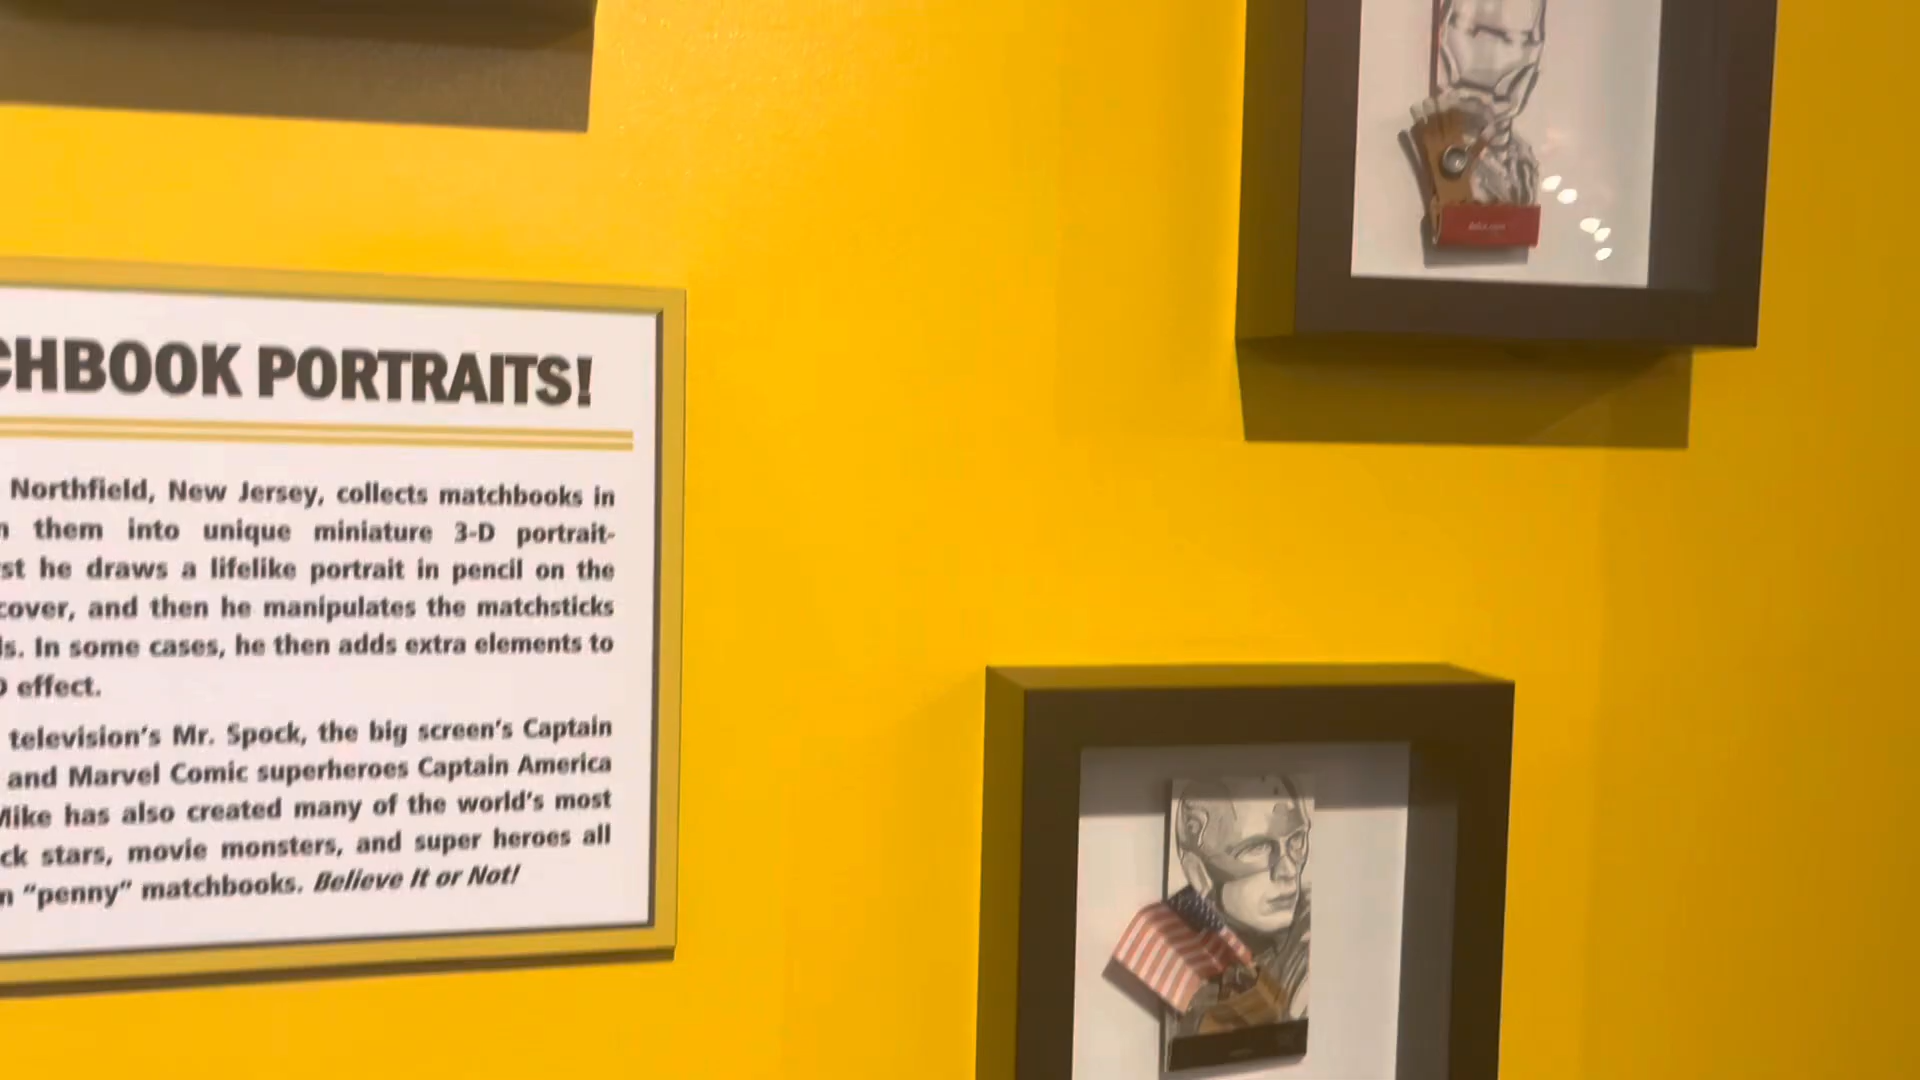 CHBOOK PORTRAITS!
Northfield, New Jersey, collects matchbooks in
them into unique miniature 3-D portrait-
st he draws a lifelike portrait in pencil on the
cover, and then he manipulates the matchsticks
s. In some cases, he then adds extra elements to
effect.
television's Mr. Spock, the big screen's Captain
and Marvel Comic superheroes Captain America
Mike has also created many of the world's most
ck stars, movie monsters, and super heroes all
n "penny" matchbooks. Believe It or Not!